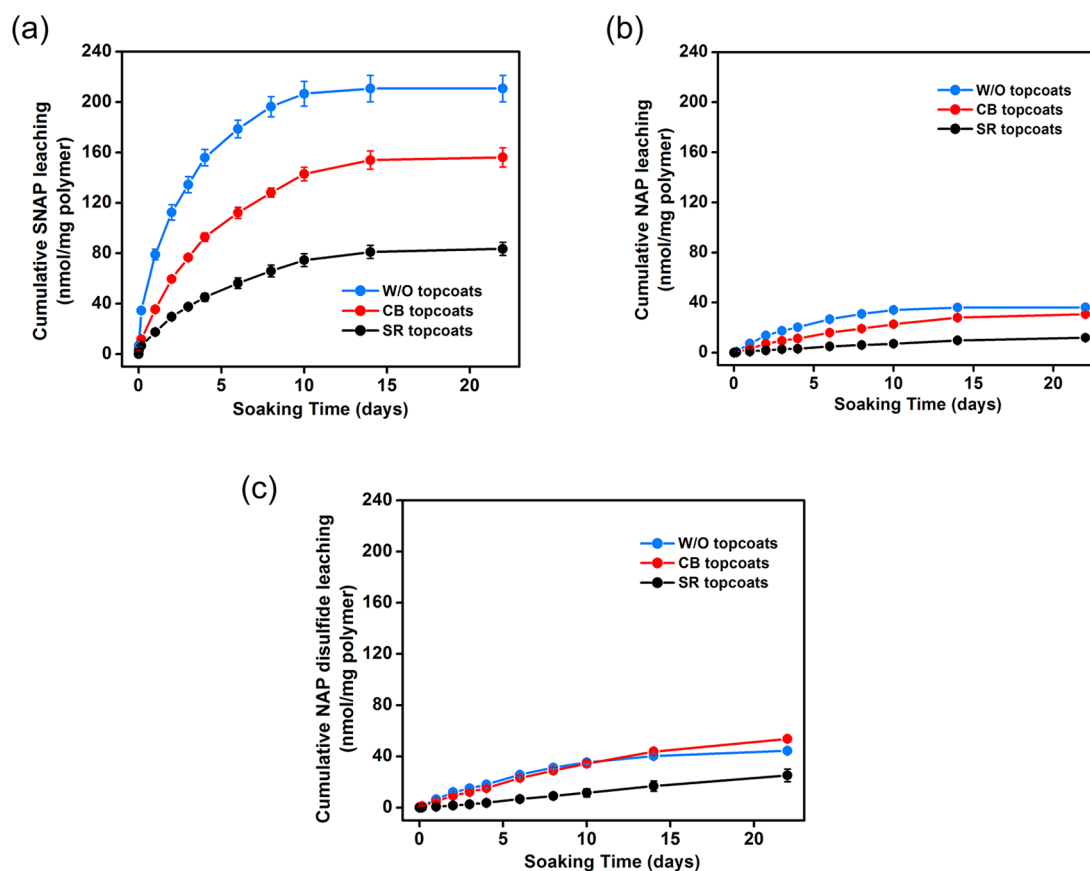 (a)
240
200
160
120
80
40
0
Cumulative SNAP leaching
(nmol/mg polymer)
W/O topcoats
CB topcoats
SR topcoats
0
5
10
15
20
Soaking Time (days)
(b)
240
200
160
120
80
40
0
Cumulative NAP leaching
(nmol/mg polymer)
W/O topcoats
CB topcoats
SR topcoats
0
5
10
15
20
Soaking Time (days)
(c)
240
200
160
120
80
40
0
Cumulative NAP disulfide leaching
(nmol/mg polymer)
W/O topcoats
CB topcoats
SR topcoats
0
5
10
15
20
Soaking Time (days)